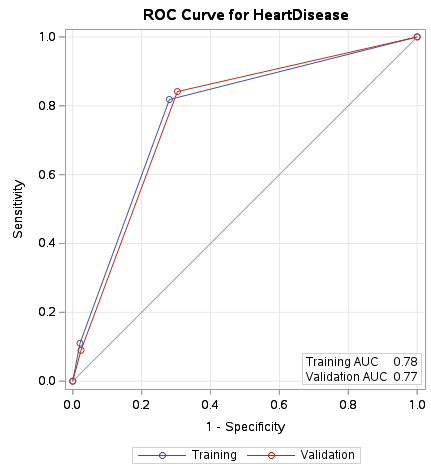 ROC Curve for HeartDisease
1.0
0.8
0.6
0.4
0.2
0.0
Sensitivity
Training AUC 0.78
Validation AUC 0.77
0.0 0.2 0.4 0.6 0.8 1.0
1 - Specificity
Training Validation